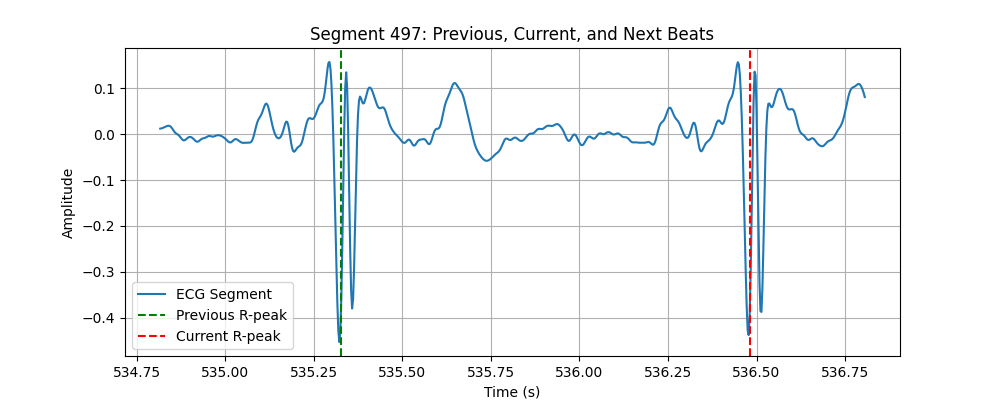 Segment 497: Previous, Current, and Next Beats
Amplitude
0.1
0.0
−0.1
−0.2
−0.3
−0.4
ECG Segment
Previous R-peak
Current R-peak
534.75 535.00 535.25 535.50 535.75 536.00 536.25 536.50 536.75
Time (s)